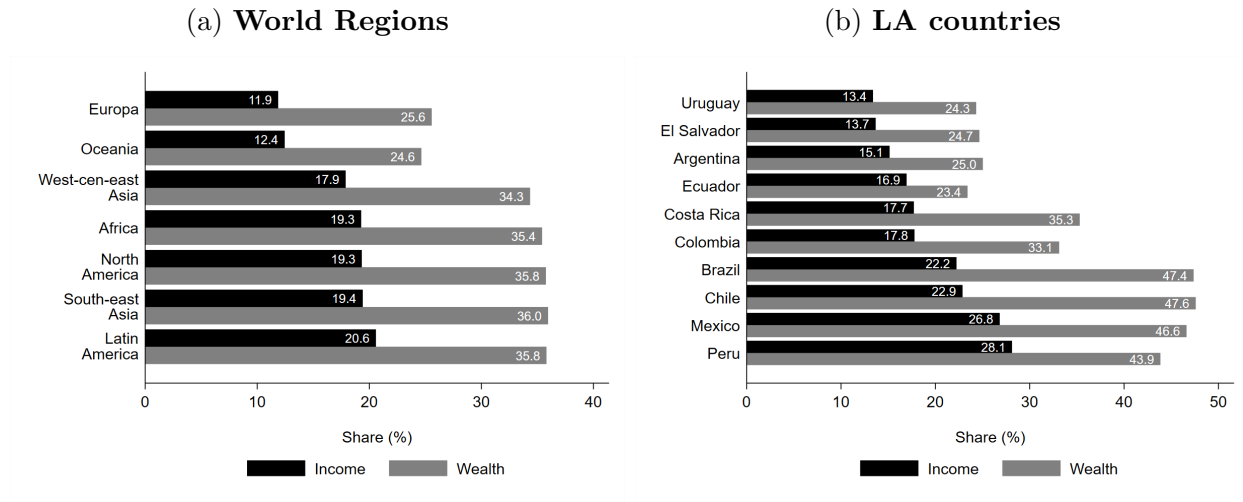 (a) World Regions
Europa
11.9
25.6
Oceania
12.4
24.6
West-cen-east
Asia
17.9
34.3
Africa
19.3
35.4
North
America
19.3
35.8
South-east
Asia
19.4
36.0
Latin
America
20.6
35.8
0 10 20 30 40
Share (%)
Income Wealth
(b) LA countries
Uruguay
13.4
24.3
El Salvador
13.7
24.7
Argentina
15.1
25.0
Ecuador
16.9
23.4
Costa Rica
17.7
35.3
Colombia
17.8
33.1
Brazil
22.2
47.4
Chile
22.9
47.6
Mexico
26.8
46.6
Peru
28.1
43.9
0 10 20 30 40 50
Share (%)
Income Wealth